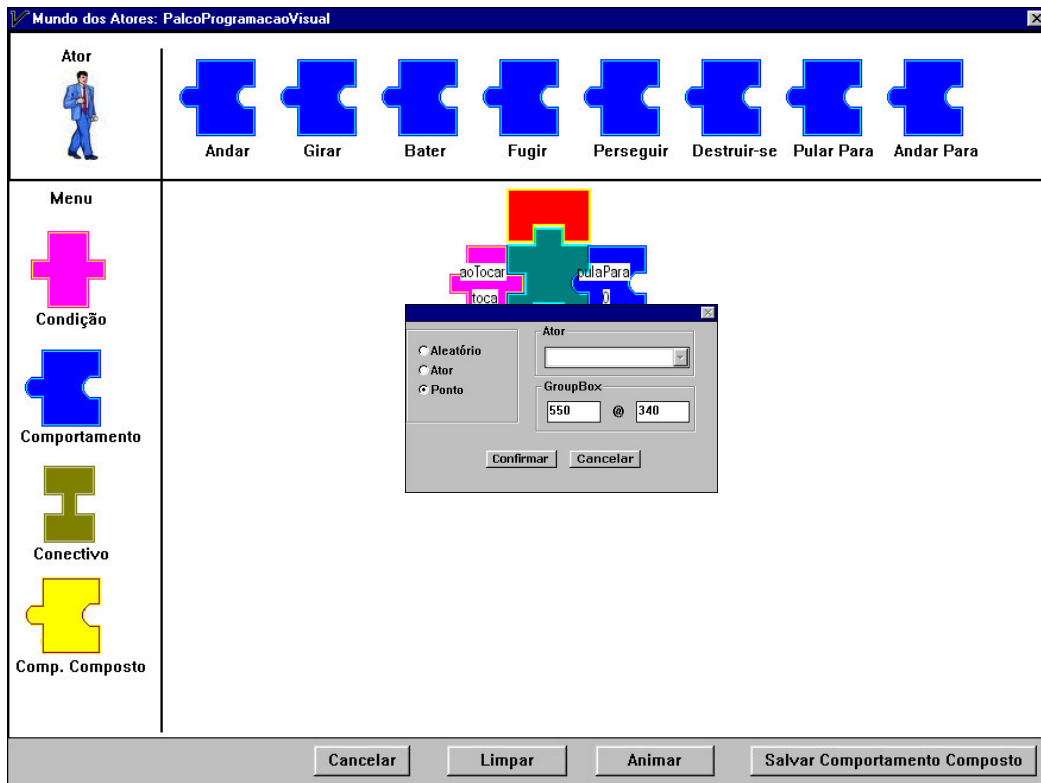 Mundo dos Atores: PalcoProgramacaoVisual
Ator
Andar Girar Bater Fugir Perseguir Destruir-se Pular Para Andar Para
Menu
Condição
Comportamento
Conectivo
Comp. Composto
aoTocar
toca
pulaPara
0
Aleatório
Ator
Ponto
Ator
GroupBox
550 @ 340
Confirmar Cancelar
Cancelar Limpar Animar Salvar Comportamento Composto